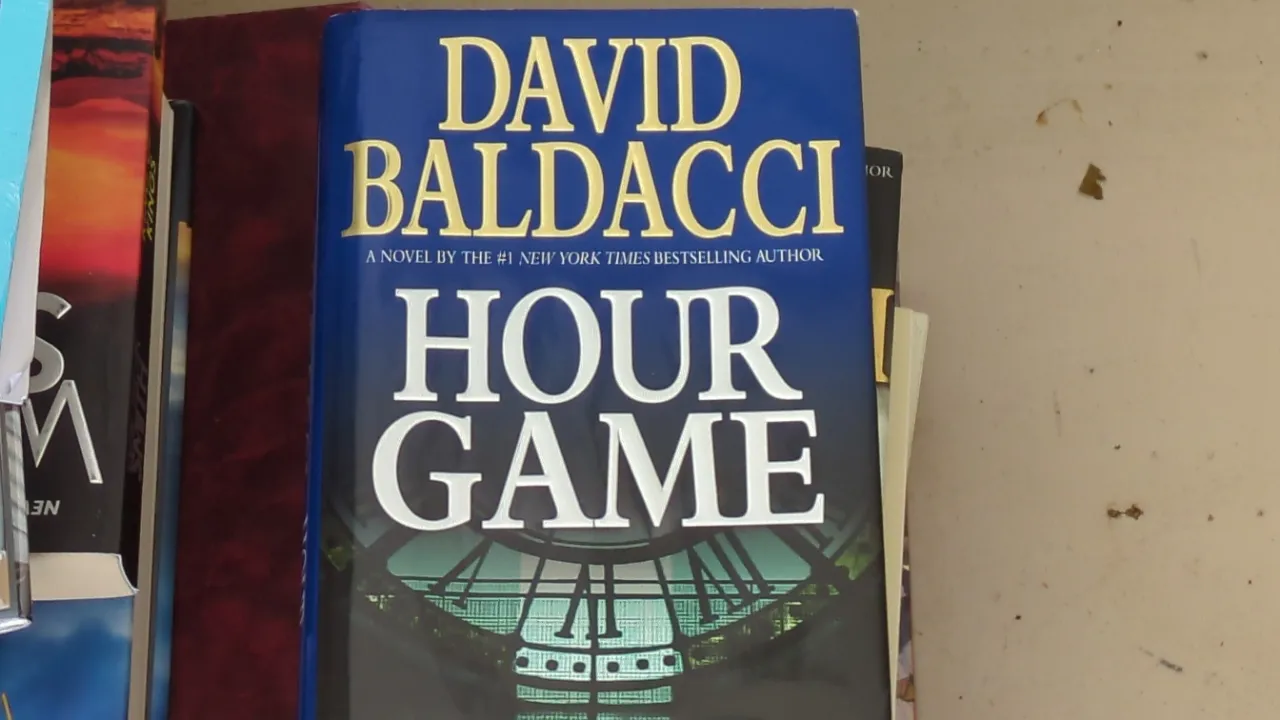 DAVID
BALDACCI
A NOVEL BY THE #1 NEW YORK TIMES BESTSELLING AUTHOR
HOUR
GAME